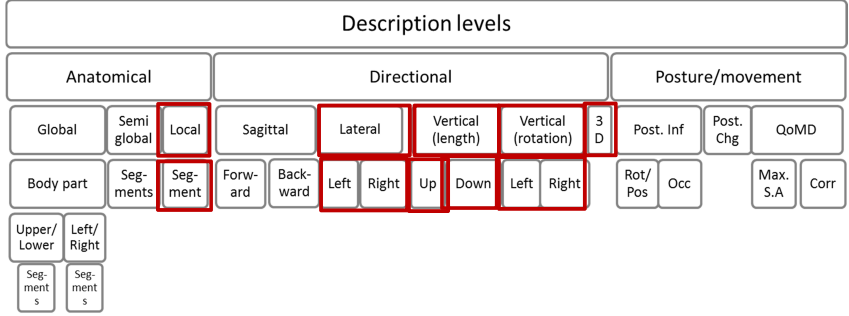 Description levels
Anatomical Directional Posture/movement
Global Semi global Local Sagittal Lateral Vertical (length) Vertical (rotation) 3 D Post. Inf Post. Chg QoMD
Body part Seg-ments Seg-ment Forw-ard Back-ward Left Right Up Down Left Right Rot/ Pos Occ Max. S.A Corr
Upper/ Lower Left/ Right
Seg-ment s Seg-ment s